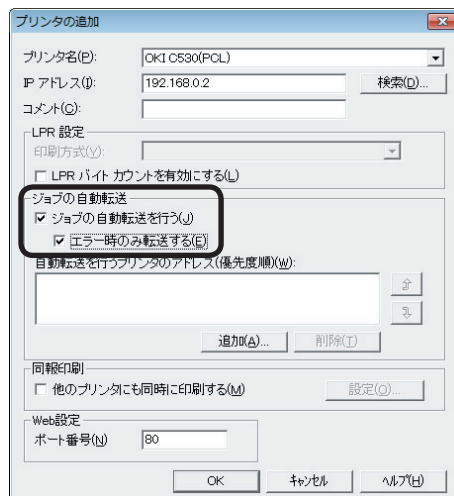 プリンタの追加
プリンタ名(P): OKI C530(PCL)
IP アドレス(I): 192.168.0.2 検索(D)...
コメント(C):
LPR 設定
印刷方式(Y):
LPR バイト カウントを有効にする(L)
ジョブの自動転送
ジョブの自動転送を行う(J)
エラー時のみ転送する(E)
自動転送を行うプリンタのアドレス(優先度順)(W):
追加(A)... 削除(T)
同報印刷
他のプリンタにも同時に印刷する(M) 設定(O)...
Web設定
ポート番号(N) 80
OK キャンセル ヘルプ(H)